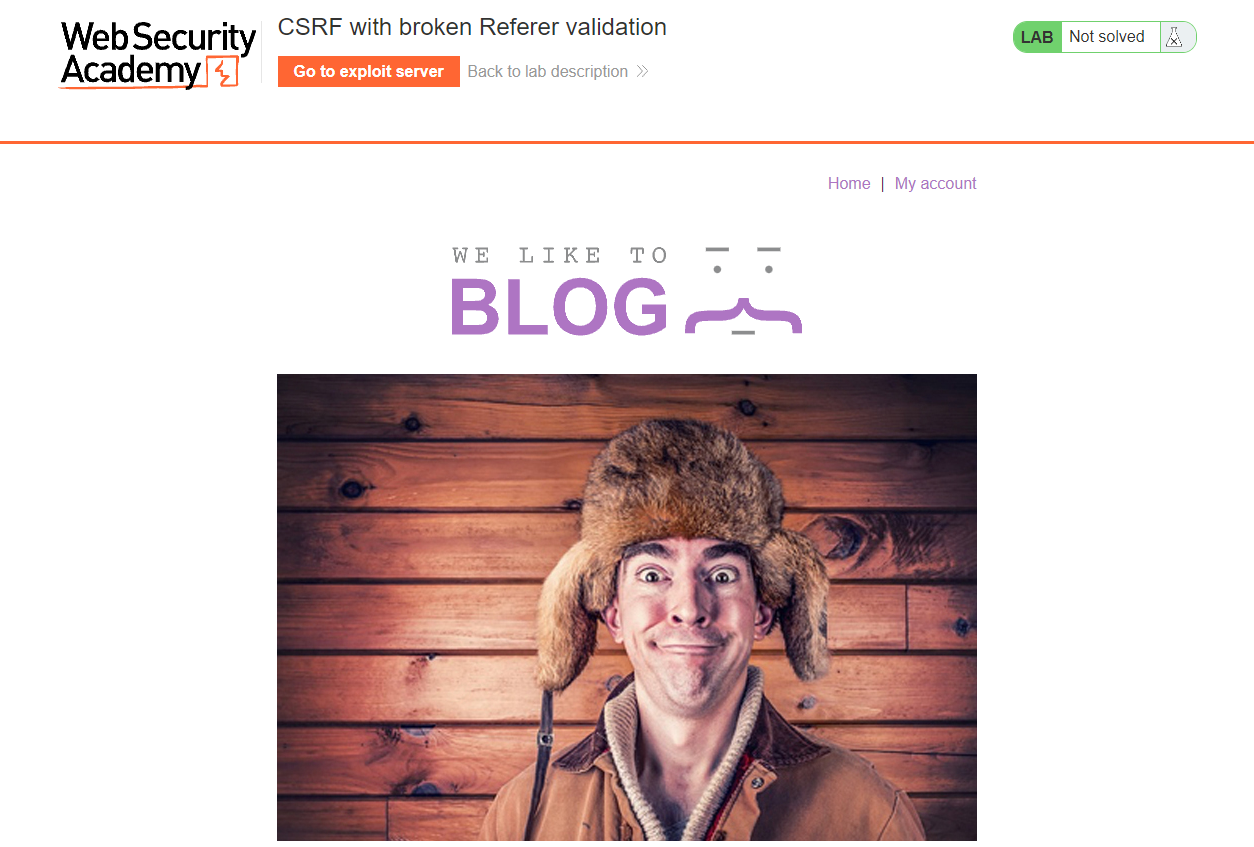 Web Security
Academy
CSRF with broken Referer validation
Go to exploit server
Back to lab description
LAB
Not solved
Home | My account
WE LIKE TO
BLOG